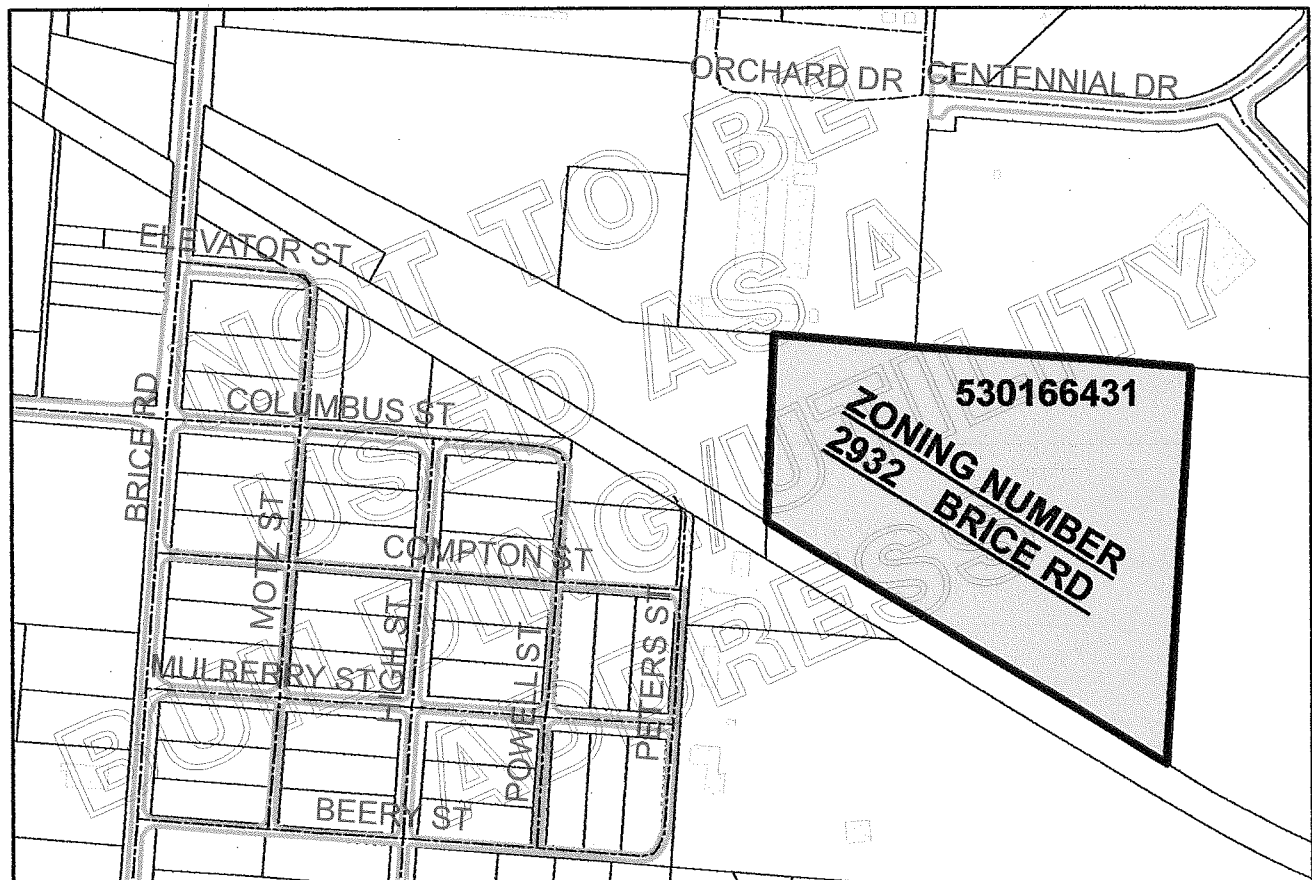 ORCHARD DR
CENTENNIAL DR
ELEVATOR ST
BRICE RD
COLUMBUS ST
MOTZ ST
COMPTON ST
HIGH ST
MULBERRY ST
POWELL ST
PETERS ST
BEERY ST
530166431
ZONING NUMBER
2932 BRICE RD
NOT TO BE
USED AS A
BUILDING/UTILITY
ADDRESS